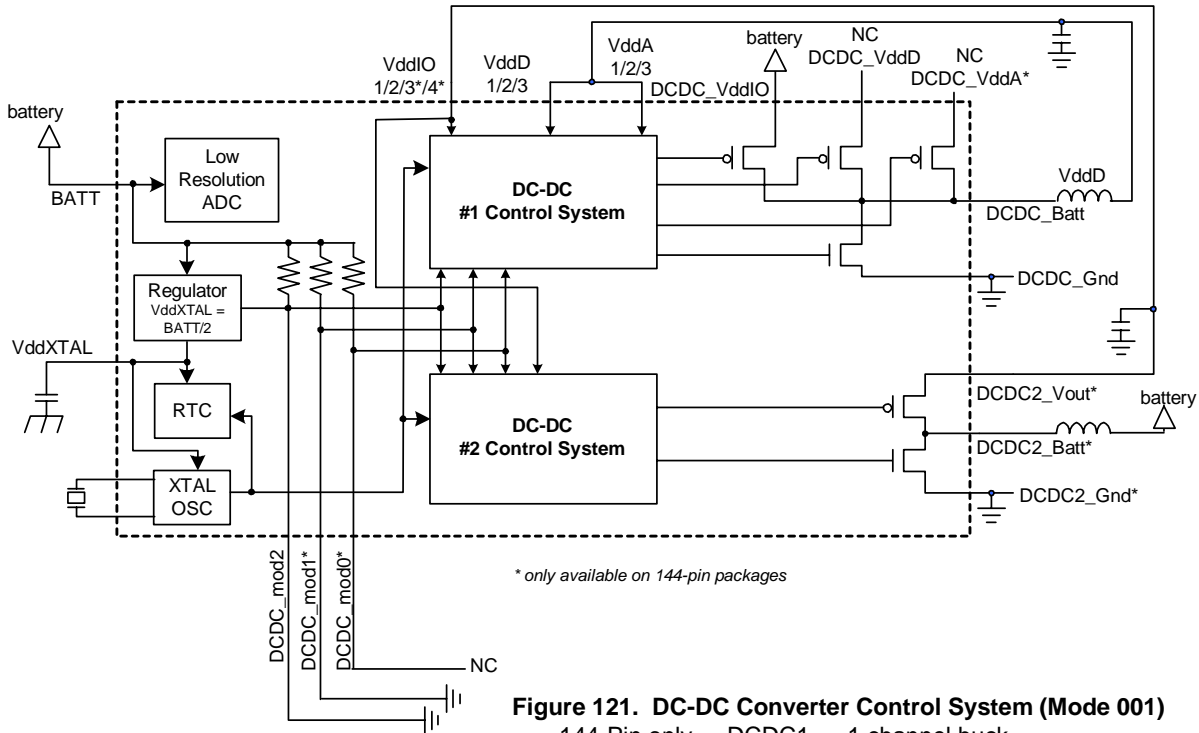 NC
battery
DCDC_VddD
NC
VddIO
1/2/3*/4*
VddD
1/2/3
VddA
1/2/3
DCDC_VddA*
DCDC_VddIO
battery
Low
Resolution
ADC
DC-DC
#1 Control System
VddD
BATT
DCDC_Batt
Regulator
VddXTAL =
BATT/2
DCDC_Gnd
VddXTAL
RTC
DC-DC
#2 Control System
DCDC2_Vout*
battery
DCDC2_Batt*
XTAL
OSC
DCDC2_Gnd*
DCDC_mod2
DCDC_mod1*
DCDC_mod0*
* only available on 144-pin packages
NC
Figure 121. DC-DC Converter Control System (Mode 001)